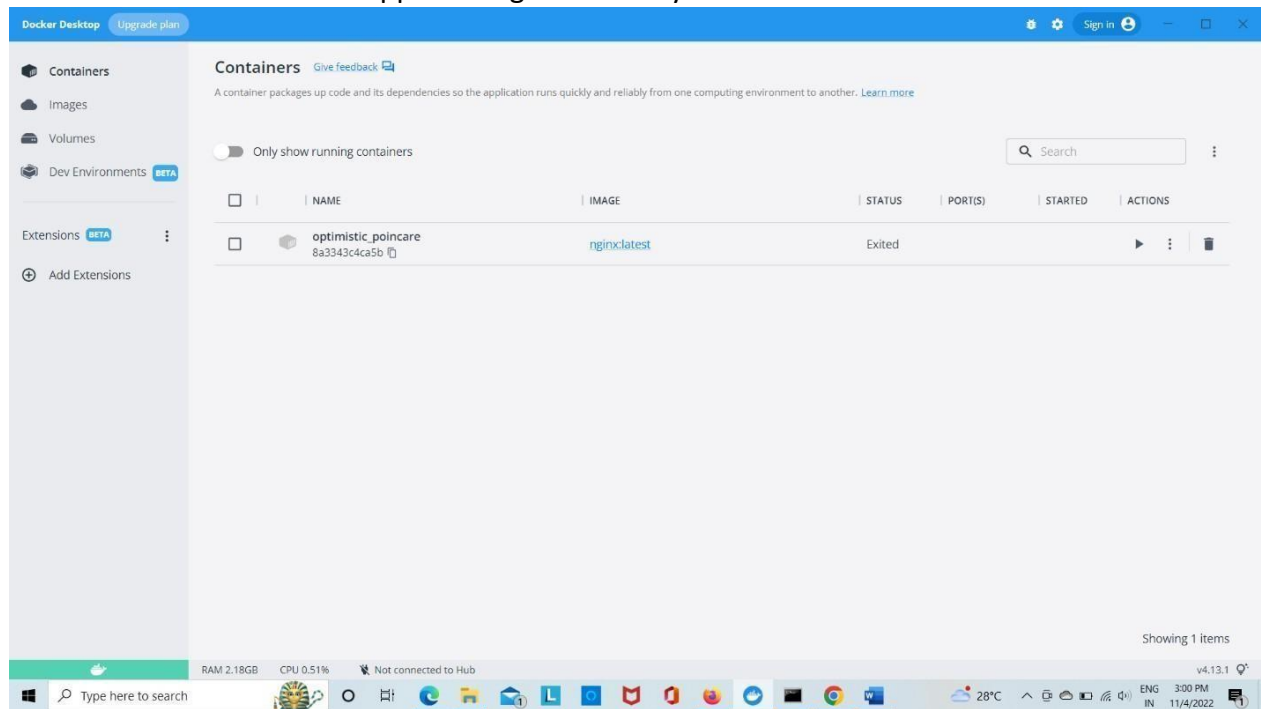 Docker Desktop Upgrade plan Sign in
Containers
Images
Volumes
Dev Environments BETA
Extensions BETA
Add Extensions
Containers Give feedback
A container packages up code and its dependencies so the application runs quickly and reliably from one computing environment to another. Learn more
Only show running containers Search
NAME IMAGE STATUS PORT(S) STARTED ACTIONS
optimistic_poincare nginx:latest Exited
8a3343c4ca5b
Showing 1 items
RAM 2.18GB CPU 0.51% Not connected to Hub v4.13.1
Type here to search 1 L W 28°C ENG 3:00 PM
IN 11/4/2022 1